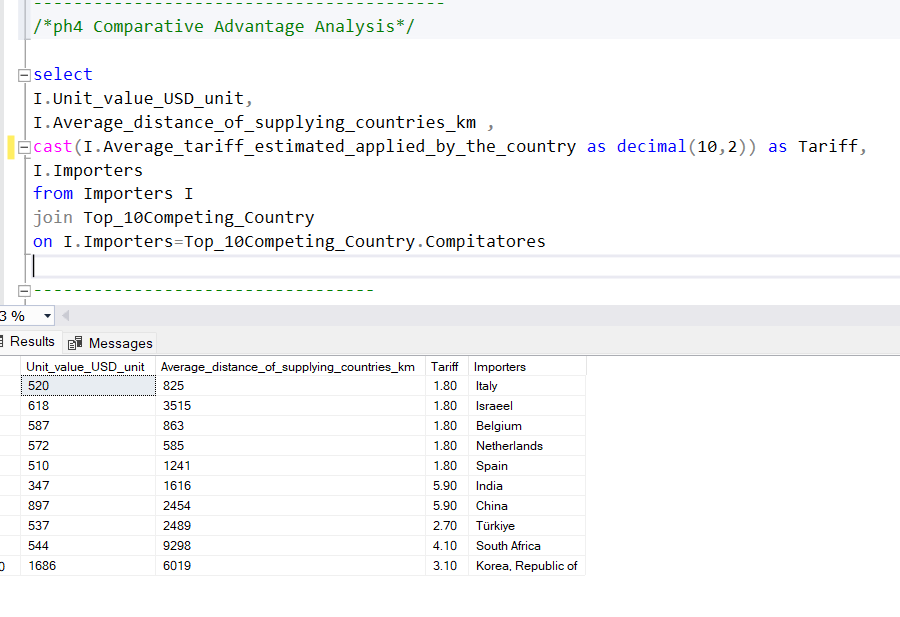 ----------------------------------------
/*ph4 Comparative Advantage Analysis*/
select
I.Unit_value_USD_unit,
I.Average_distance_of_supplying_countries_km ,
cast(I.Average_tariff_estimated_applied_by_the_country as decimal(10,2)) as Tariff,
I.Importers
from Importers I
join Top_10Competing_Country
on I.Importers=Top_10Competing_Country.Compitatores
----------------------------------
3 %
Results Messages
Unit_value_USD_unit Average_distance_of_supplying_countries_km Tariff Importers
520 825 1.80 Italy
618 3515 1.80 Israeel
587 863 1.80 Belgium
572 585 1.80 Netherlands
510 1241 1.80 Spain
347 1616 5.90 India
897 2454 5.90 China
537 2489 2.70 Türkiye
544 9298 4.10 South Africa
0 1686 6019 3.10 Korea, Republic of